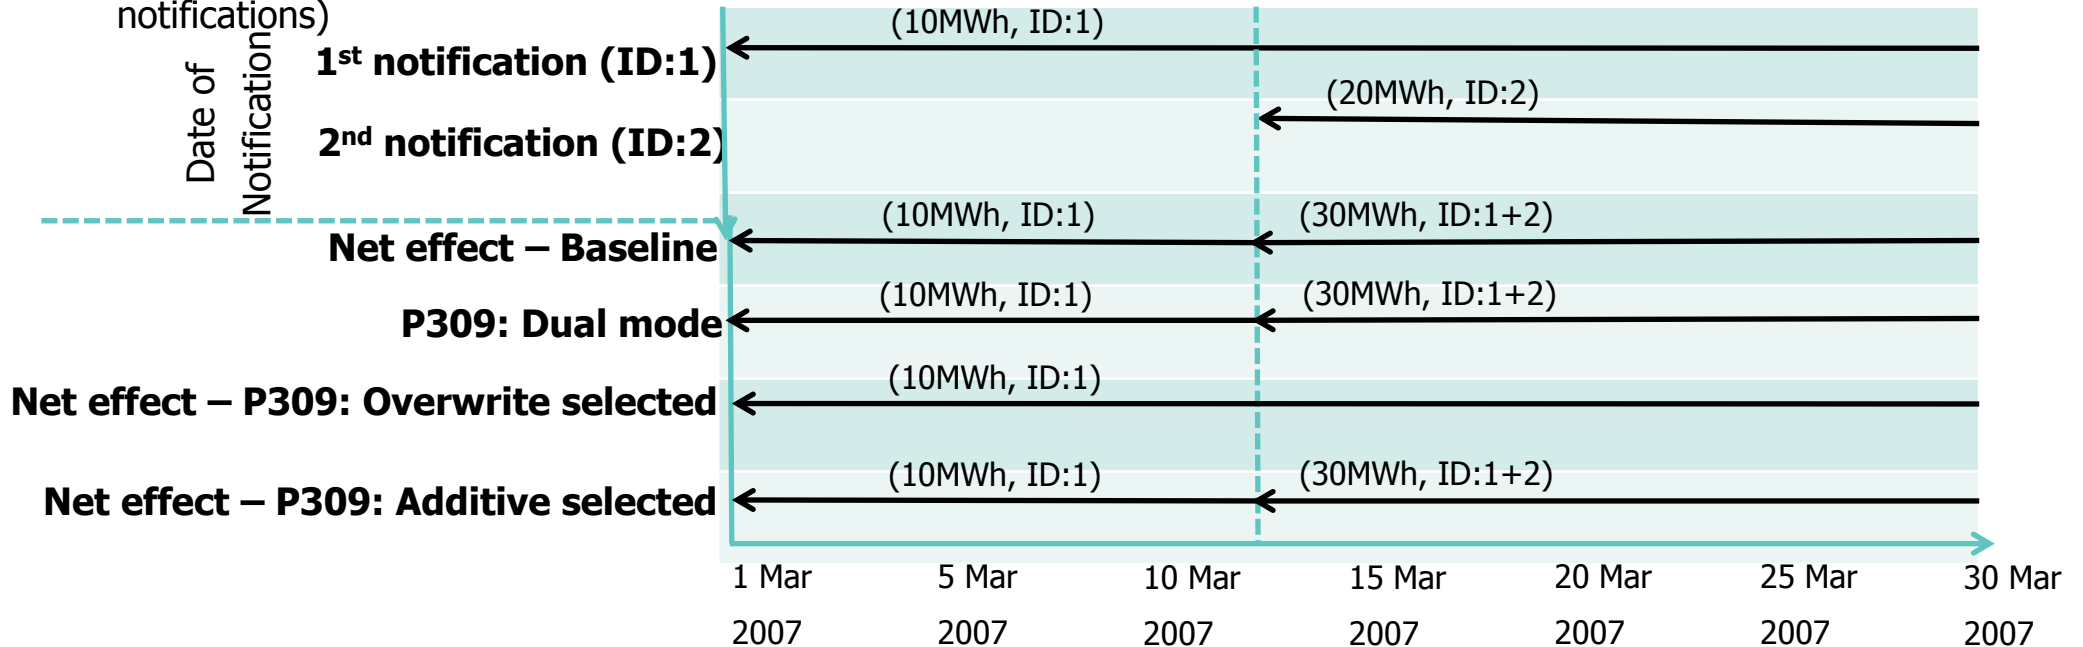 notifications)
Date of
Notification
(10MWh, ID:1)
1st notification (ID:1)
(20MWh, ID:2)
2nd notification (ID:2)
(10MWh, ID:1) (30MWh, ID:1+2)
Net effect – Baseline
(10MWh, ID:1) (30MWh, ID:1+2)
P309: Dual mode
(10MWh, ID:1)
Net effect – P309: Overwrite selected
(10MWh, ID:1) (30MWh, ID:1+2)
Net effect – P309: Additive selected
1 Mar 5 Mar 10 Mar 15 Mar 20 Mar 25 Mar 30 Mar
2007 2007 2007 2007 2007 2007 2007